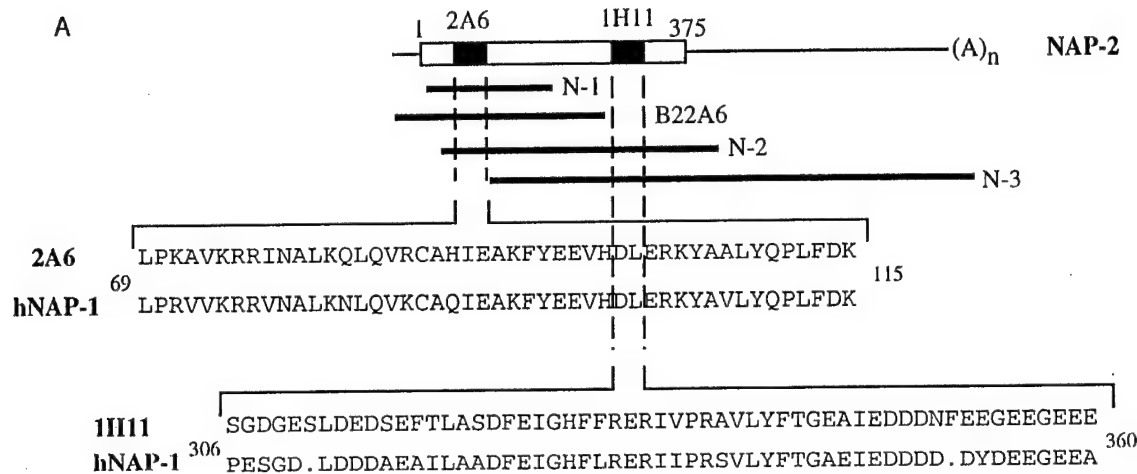 A
1 2A6 1H11 375
(A)n NAP-2
N-1
B22A6
N-2
N-3
2A6 LPKAVKRRINALKQLQVRCAHIEAKFYEEVHDLERKYAALYQPLFDK
69 115
hNAP-1 LPRVVKRRVNALKNLQVKCAQIEAKFYEEVHDLERKYAVLYQPLFDK
1H11 SGDGESLDEDSEFTLASDFEIGHFFRERIVPRAVLYFTGEAIEDDDNFEEGEEGEEE
306 360
hNAP-1 PESGD.LDDDAEAILAADFEIGHFLRERIIPRSVLYFTGAEIEDDDD.DYDEEGEEA